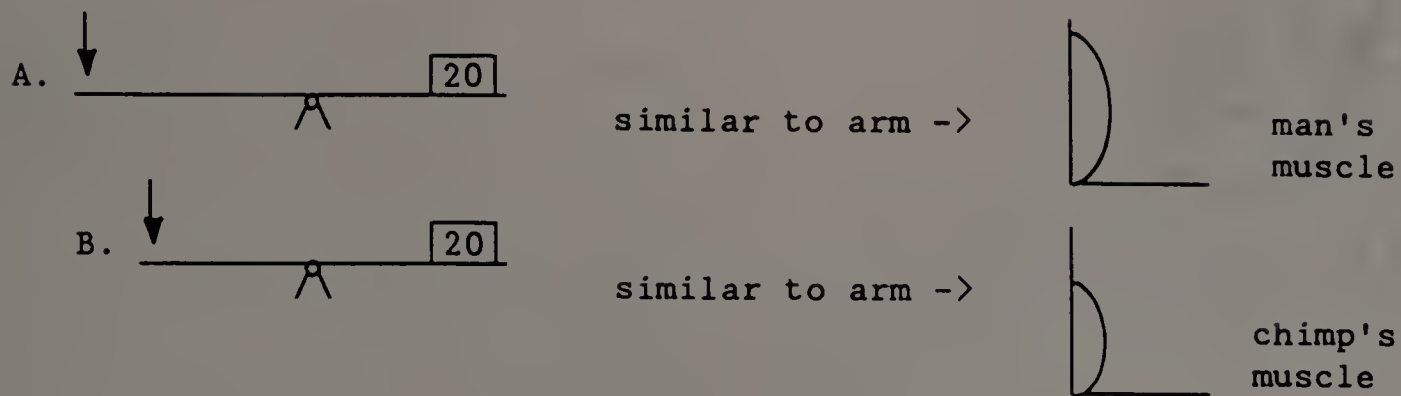 A.
20
similar to arm ->
man's
muscle
B.
20
similar to arm ->
chimp's
muscle